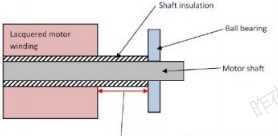 Shaft insulation
Ball bearing
Lacquered motor
winding
Motor shaft